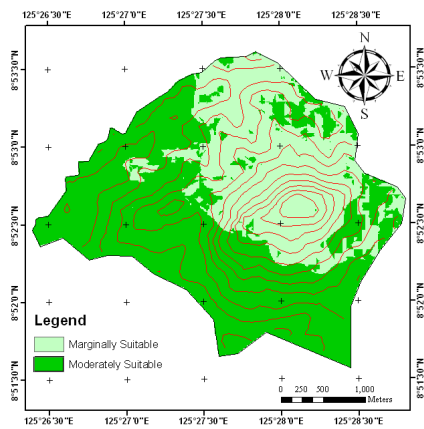 125°26'30"E 125°27'0"E 125°27'30"E 125°28'0"E 125°28'30"E
N
W E
S
8°53'30"N 8°53'30"N
8°53'0"N 8°53'0"N
8°52'30"N 8°52'30"N
8°52'0"N 8°52'0"N
8°51'30"N 8°51'30"N
Legend
Marginally Suitable
Moderately Suitable
0 250 500 1,000
Meters
125°26'30"E 125°27'0"E 125°27'30"E 125°28'0"E 125°28'30"E